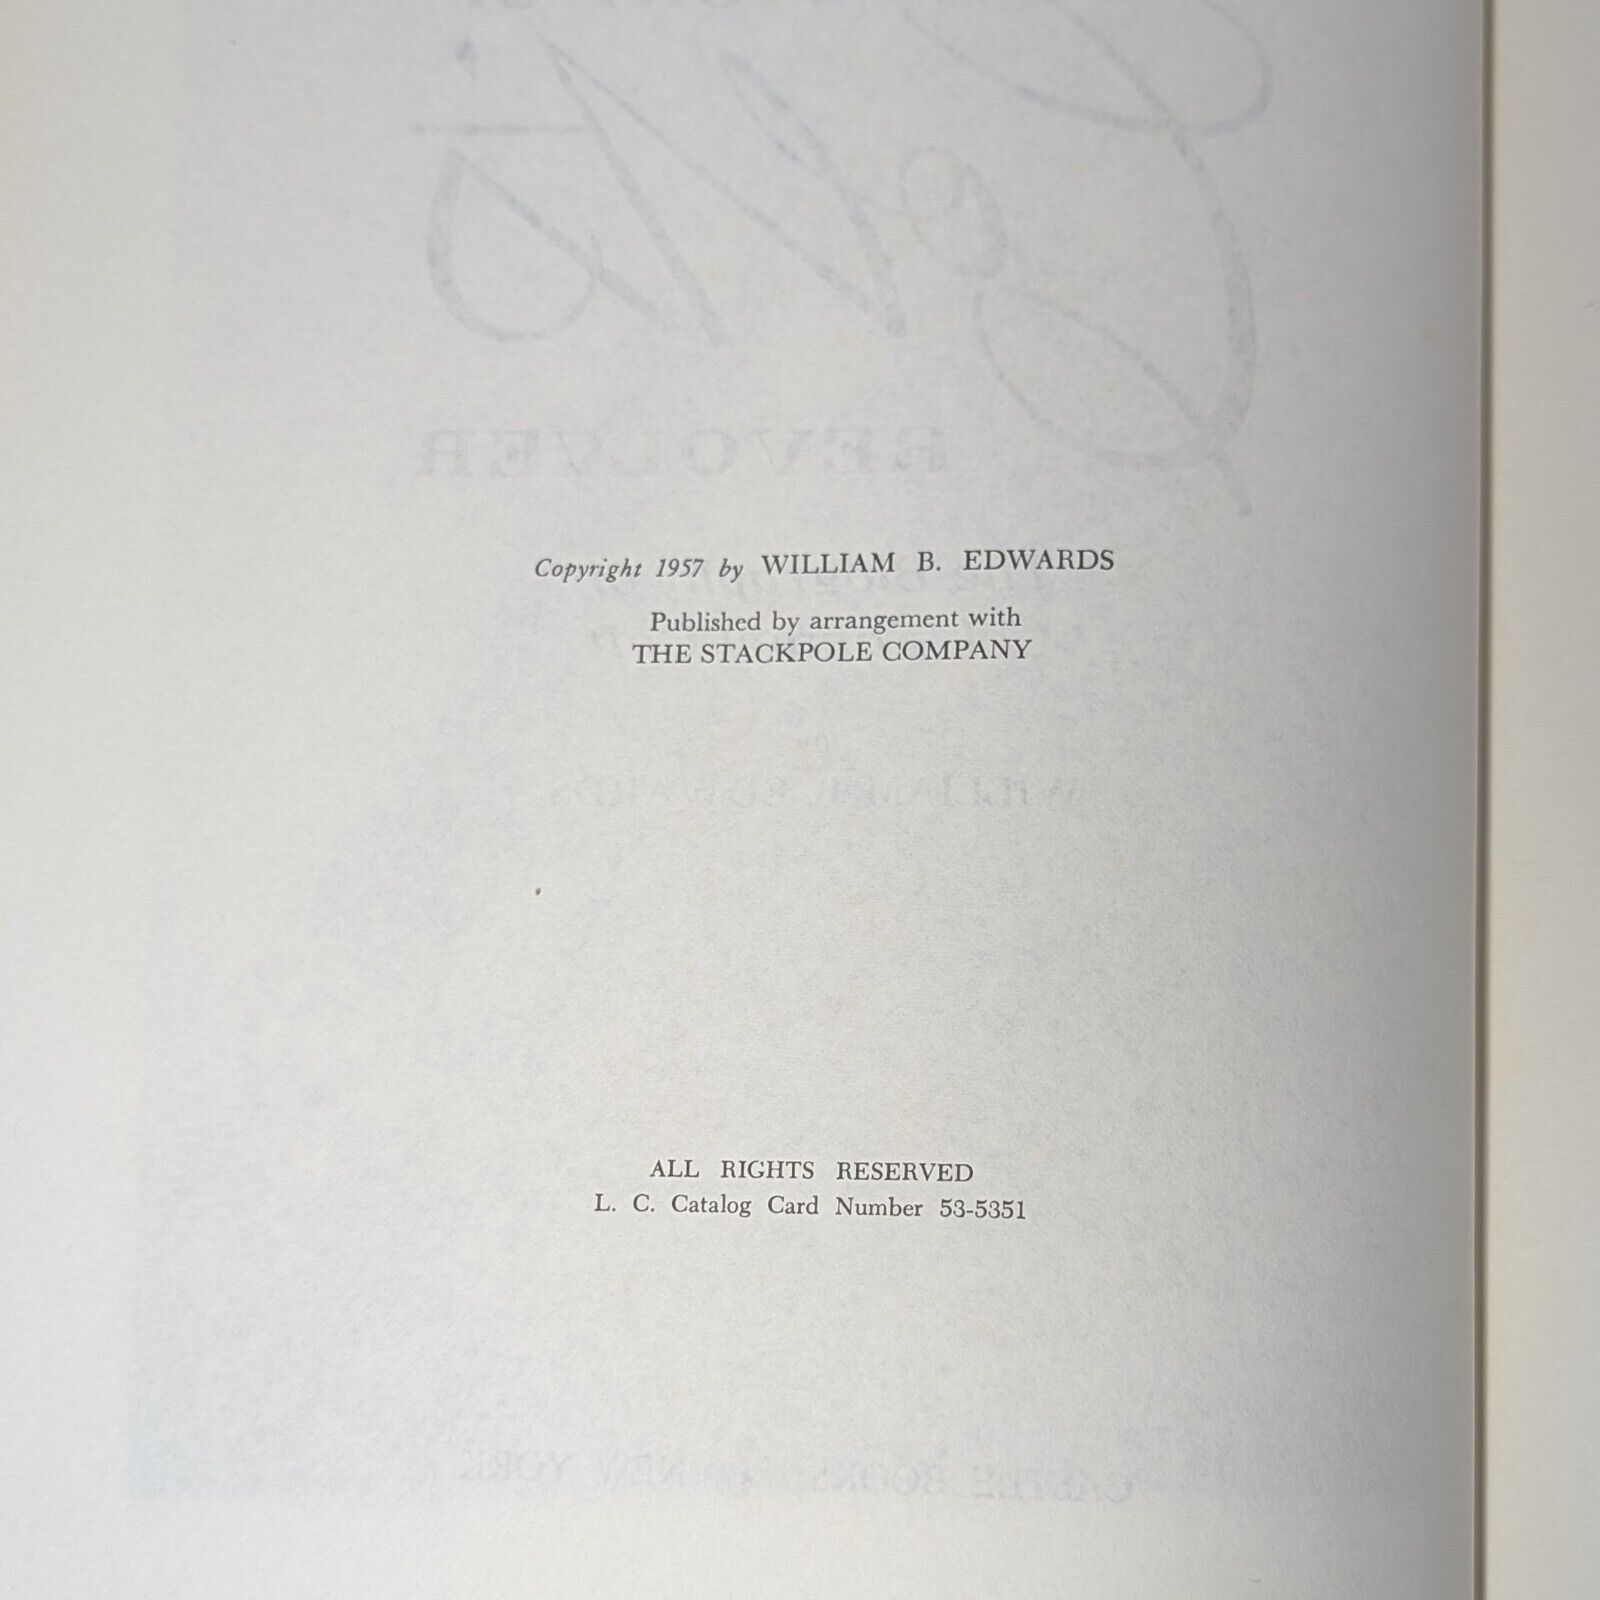 Copyright 1957 by WILLIAM B. EDWARDS
Published by arrangement with
THE STACKPOLE COMPANY
ALL RIGHTS RESERVED
L. C. Catalog Card Number 53-5351